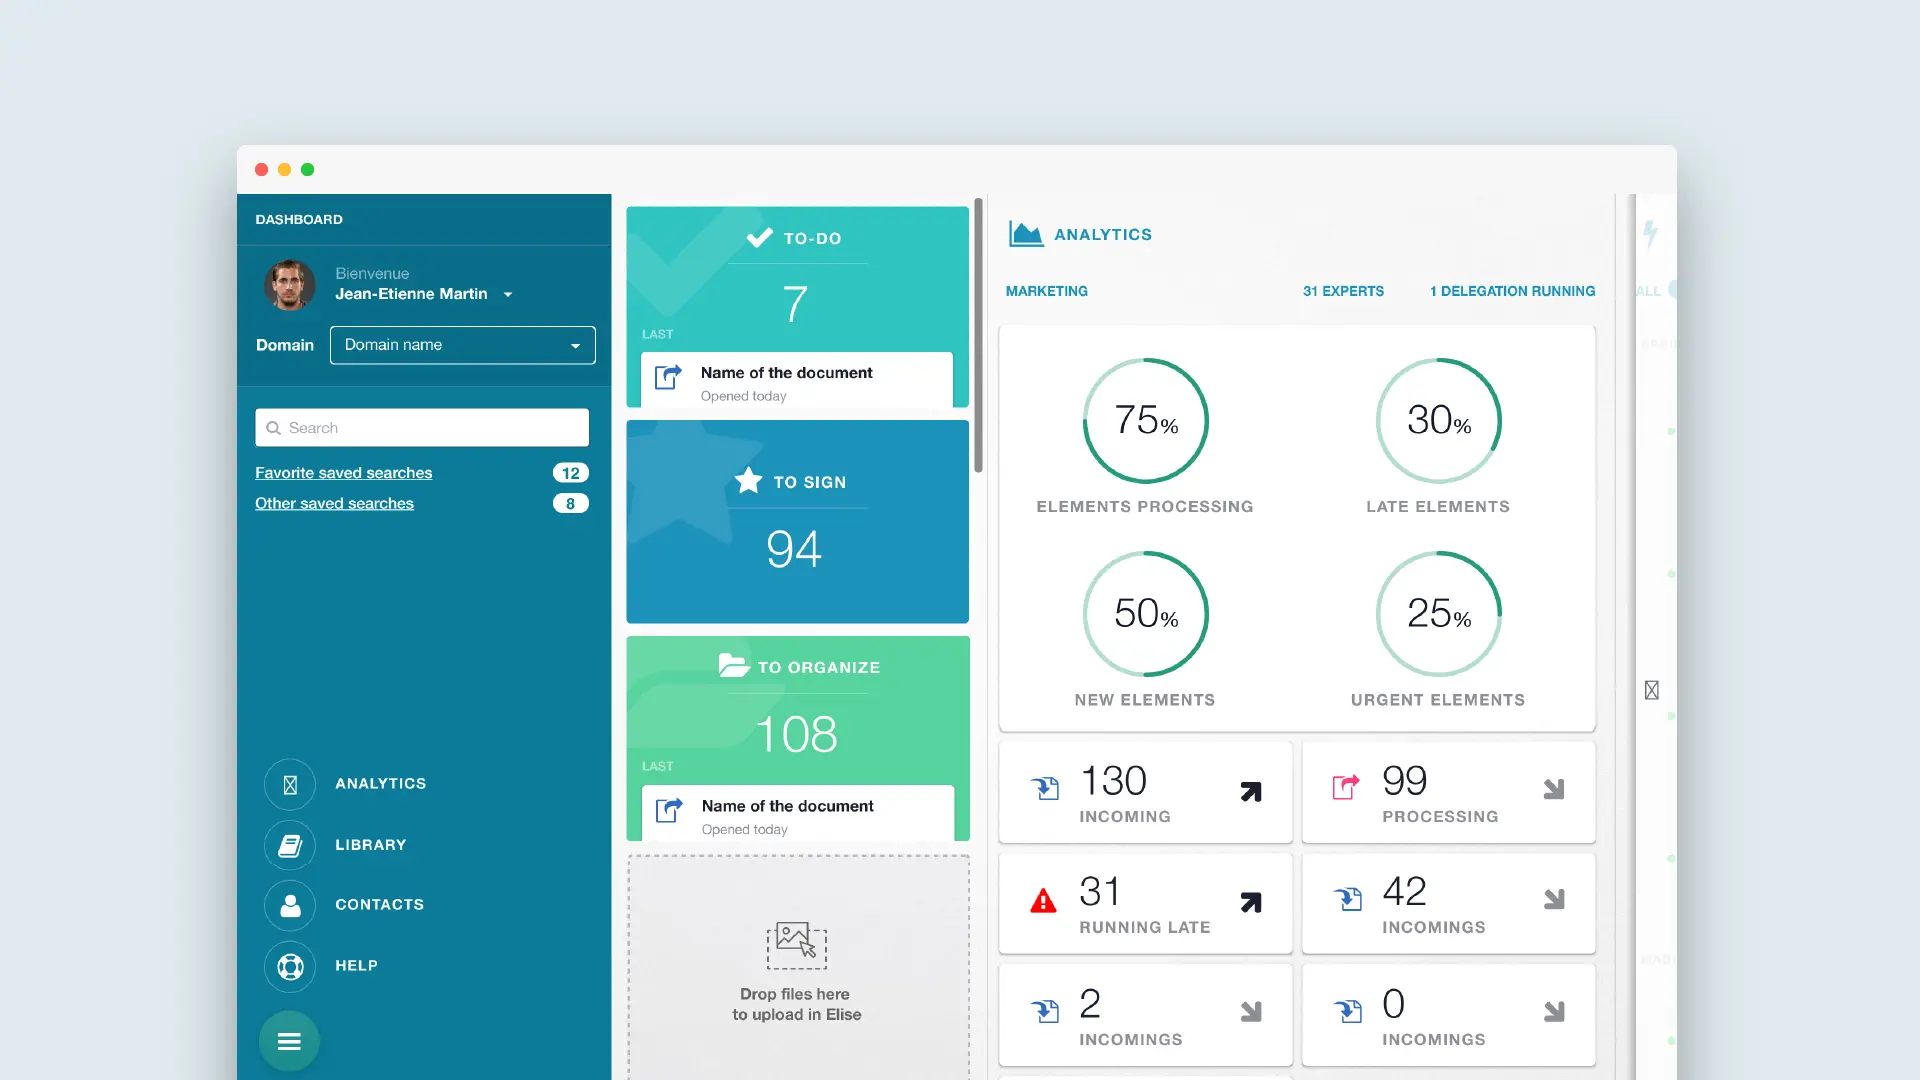 DASHBOARD
Bienvenue
Jean-Etienne Martin
Domain
Domain name
Search
Favorite saved searches
12
Other saved searches
8
ANALYTICS
LIBRARY
CONTACTS
HELP
TO-DO
7
LAST
Name of the document
Opened today
TO SIGN
94
TO ORGANIZE
108
LAST
Name of the document
Opened today
Drop files here
to upload in Elise
ANALYTICS
MARKETING
31 EXPERTS
1 DELEGATION RUNNING
75%
ELEMENTS PROCESSING
30%
LATE ELEMENTS
50%
NEW ELEMENTS
25%
URGENT ELEMENTS
130
INCOMING
99
PROCESSING
31
RUNNING LATE
42
INCOMINGS
2
INCOMINGS
0
INCOMINGS
ALL